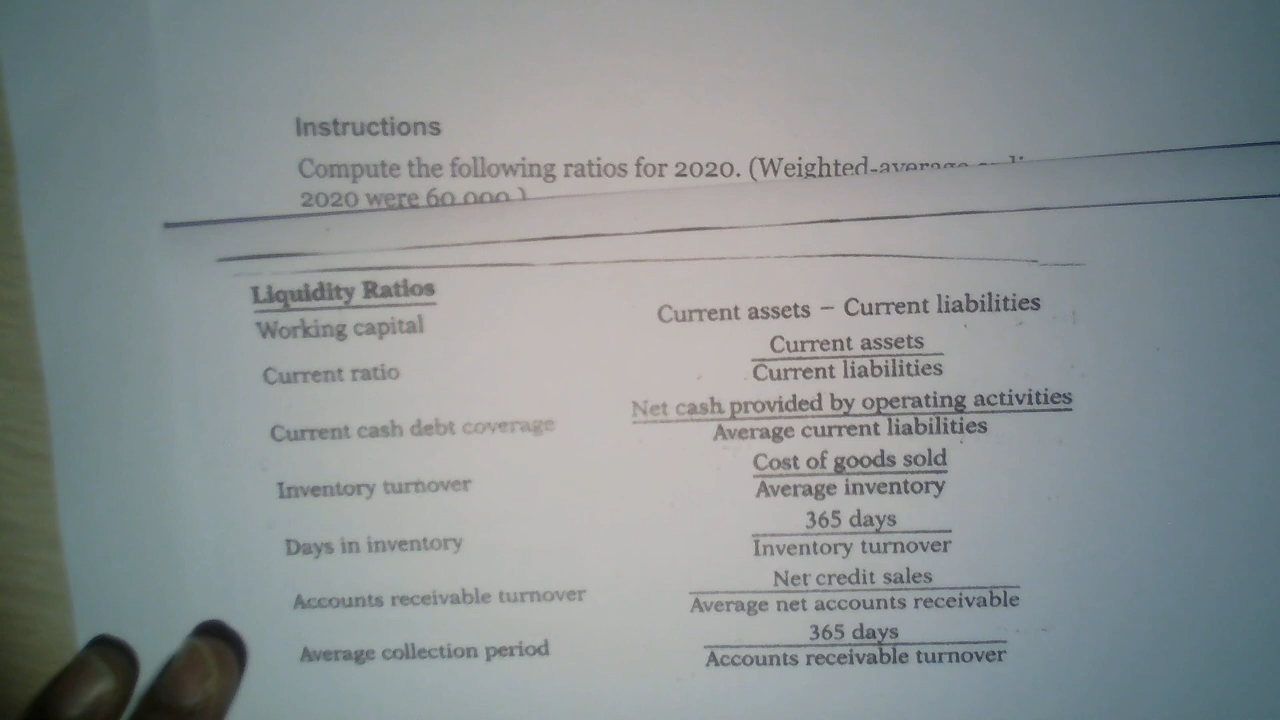 Instructions
Compute the following ratios for 2020. (Weighted-average
2020 were 60,000.)
Liquidity Ratios
Working capital
Current assets – Current liabilities
Current ratio
Current assets
Current liabilities
Current cash debt coverage
Net cash provided by operating activities
Average current liabilities
Inventory turnover
Cost of goods sold
Average inventory
Days in inventory
365 days
Inventory turnover
Accounts receivable turnover
Net credit sales
Average net accounts receivable
Average collection period
365 days
Accounts receivable turnover